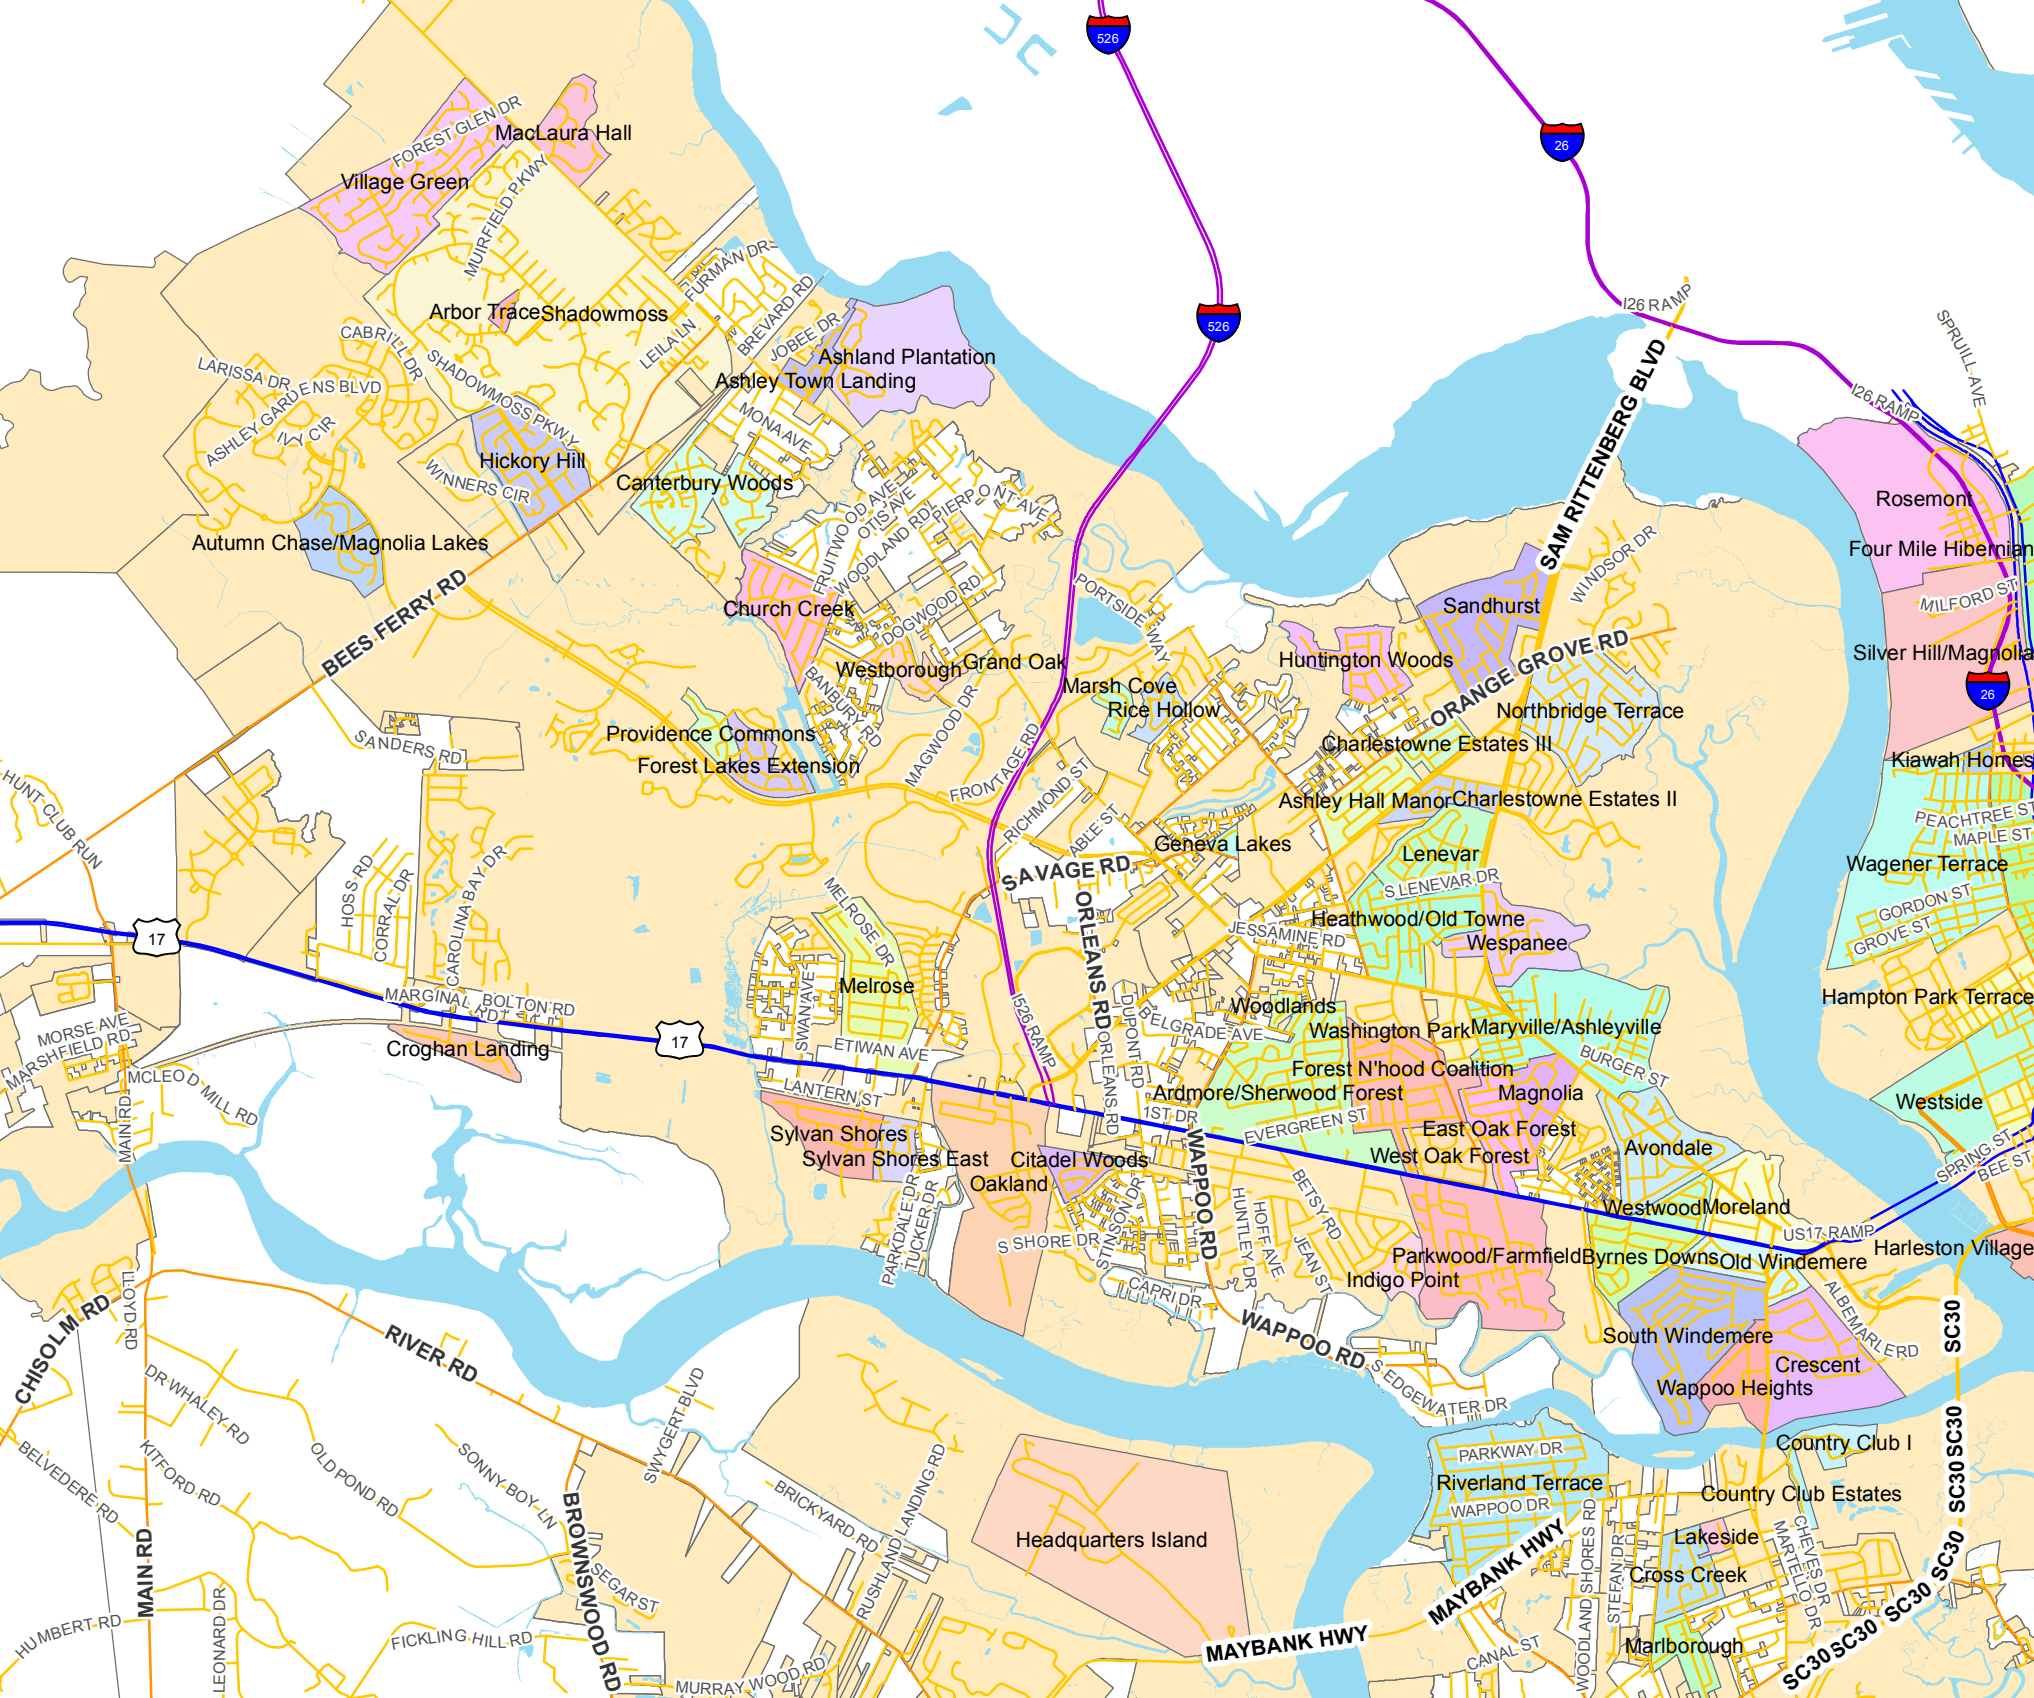 526
26
FOREST GLEN DR
MacLaura Hall
Village Green
MUIRFIELD PKWY
FURMAN DR
BREVARD RD
I26 RAMP
Arbor Trace
Shadowmoss
LEILA LN
JOBEE DR
526
SPRUILL AVE
CABRILL DR
SHADOWMOSS PKWY
Ashland Plantation
Ashley Town Landing
LARISSA DR
ASHLEY GARDENS BLVD
IVY CIR
I26 RAMP
SAM RITTENBERG BLVD
MONA AVE
Hickory Hill
WINNERS CIR
Canterbury Woods
Rosemont
FRUITWOOD AVE
OTIS AVE
WOODLAND RD
PIERPONT AVE
Autumn Chase/Magnolia Lakes
Four Mile Hibernian
WINDSOR DR
BEES FERRY RD
Church Creek
DOGWOOD RD
PORTSIDE WAY
Sandhurst
MILFORD ST
Westborough
Grand Oak
Huntington Woods
ORANGE GROVE RD
Silver Hill/Magnolia
26
BANBURY RD
MAGWOOD DR
Marsh Cove
Rice Hollow
Northbridge Terrace
SANDERS RD
Providence Commons
Forest Lakes Extension
FRONTAGE RD
Charlestowne Estates III
Kiawah Homes
HUNT CLUB RUN
RICHMOND ST
ABLE ST
Ashley Hall Manor
Charlestowne Estates II
PEACHTREE ST
MAPLE ST
Geneva Lakes
Lenevar
Wagener Terrace
SAVAGE RD
S LENEVAR DR
HOSS RD
CORRAL DR
CAROLINA BAY DR
MELROSE DR
ORLEANS RD
Heathwood/Old Towne
GORDON ST
GROVE ST
17
JESSAMINE RD
Wespanee
Melrose
SWAN AVE
MARGINAL RD
BOLTON RD
I526 RAMP
DUPONT RD
BELGRADE AVE
Woodlands
Hampton Park Terrace
MORSE AVE
MARSHFIELD RD
17
Croghan Landing
ETIWAN AVE
ORLEANS RD
Washington Park
Maryville/Ashleyville
MCLEOD MILL RD
MAIN RD
LANTERN ST
Forest N'hood Coalition
BURGER ST
Ardmore/Sherwood Forest
Magnolia
Westside
1ST DR
EVERGREEN ST
Sylvan Shores
Sylvan Shores East
Citadel Woods
Oakland
WAPPOO RD
East Oak Forest
West Oak Forest
Avondale
SPRING ST
BEE ST
PARKDALE DR
TUCKER DR
STINSON DR
HUNTLEY DR
HOFF AVE
BETSY RD
JEAN ST
Westwood
Moreland
US17 RAMP
S SHORE DR
Parkwood/Farmfield
Byrnes Downs
Old Windemere
Harleston Village
LLOYD RD
CAPRI DR
Indigo Point
CHISOLM RD
RIVER RD
WAPPOO RD
South Windemere
ALBEMARLE RD
SC30
DR WHALEY RD
SWYGERT BLVD
S EDGEWATER DR
Crescent
Wappoo Heights
BELVEDERE RD
KITFORD RD
OLD POND RD
SONNY BOY LN
RUSHLAND LANDING RD
PARKWAY DR
Country Club I
SC30
SC30
BROWNSWOOD RD
BRICKYARD RD
Riverland Terrace
WAPPOO DR
Country Club Estates
MAIN RD
Headquarters Island
MAYBANK HWY
WOODLAND SHORES RD
STEFAN DR
Lakeside
CHEVES DR
MARTELLO DR
Cross Creek
SC30
SC30
HUMBERT RD
LEONARD DR
FICKLING HILL RD
SEGAR ST
MAYBANK HWY
CANAL ST
Marlborough
SC30
SC30
MURRAY WOOD RD